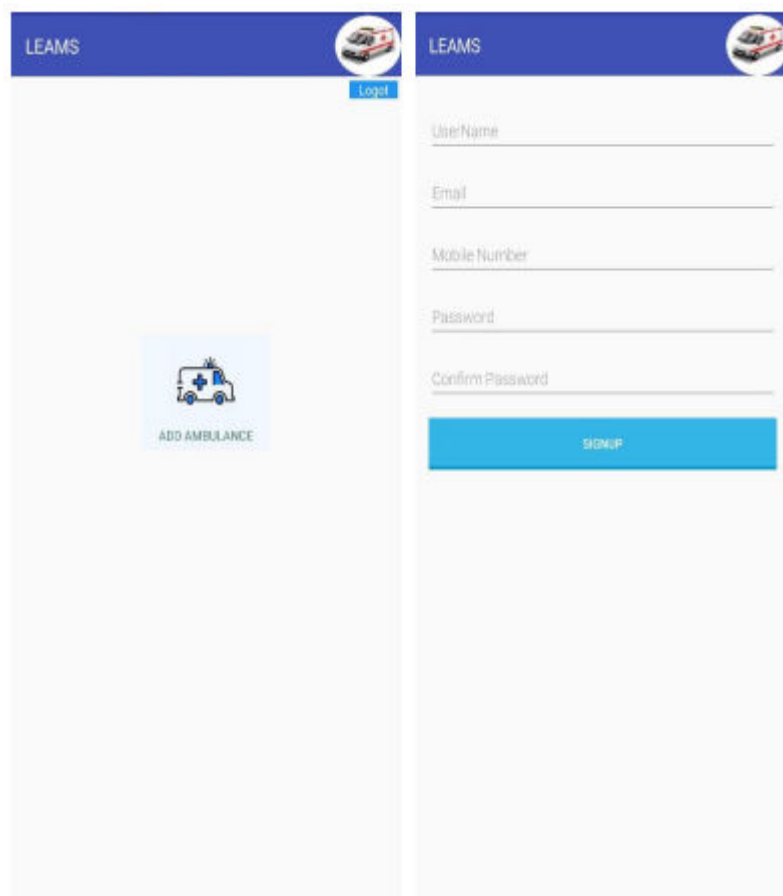 LEAMS
Logot
ADD AMBULANCE
LEAMS
UserName
Email
Mobile Number
Password
Confirm Password
SIGNUP